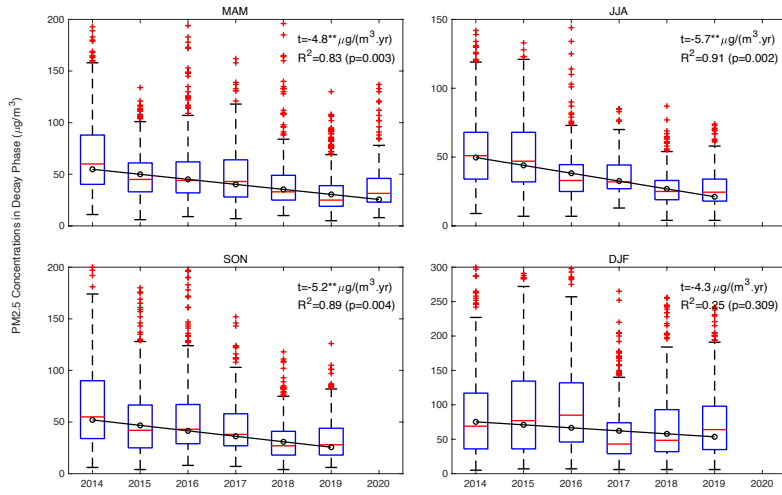 MAM
t=-4.8** μg/(m³.yr)
R²=0.83 (p=0.003)
200
150
100
50
0
JJA
t=-5.7** μg/(m³.yr)
R²=0.91 (p=0.002)
150
100
50
0
PM2.5 Concentrations in Decay Phase (μg/m³)
SON
t=-5.2** μg/(m³.yr)
R²=0.89 (p=0.004)
200
150
100
50
0
2014 2015 2016 2017 2018 2019 2020
DJF
t=-4.3 μg/(m³.yr)
R²=0.25 (p=0.309)
300
250
200
150
100
50
0
2014 2015 2016 2017 2018 2019 2020